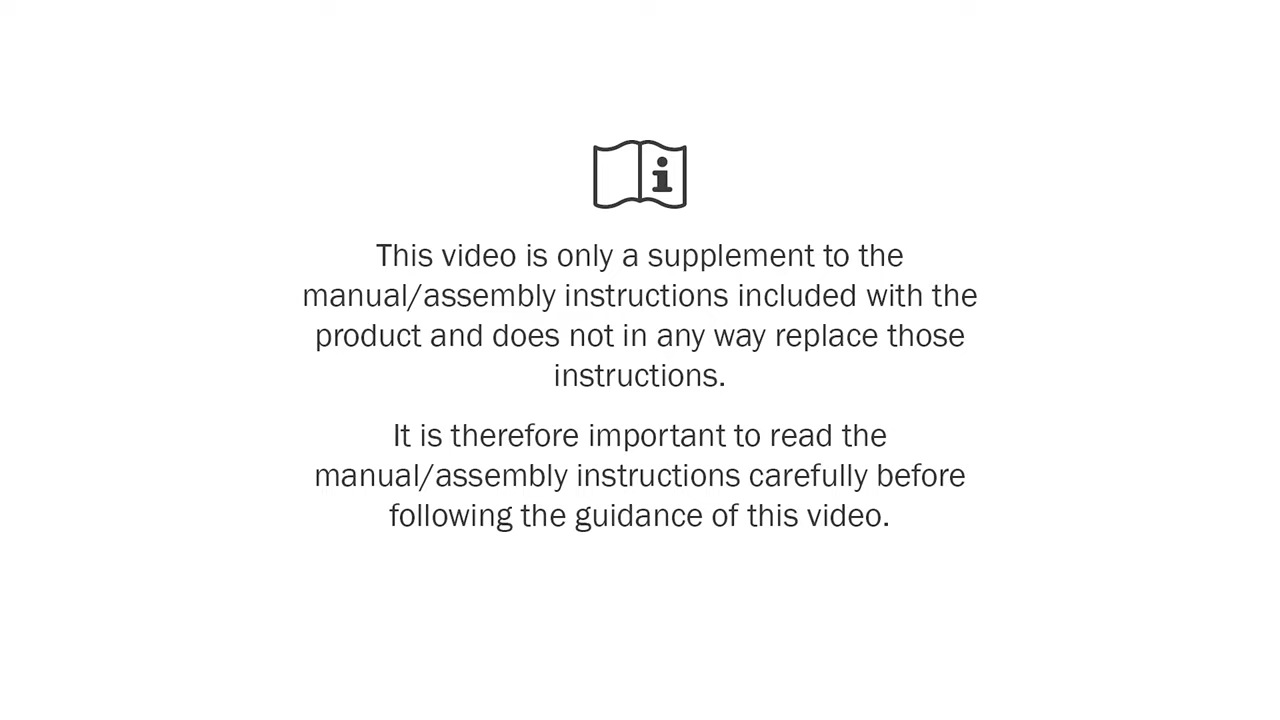 This video is only a supplement to the
manual/assembly instructions included with the
product and does not in any way replace those
instructions.
It is therefore important to read the
manual/assembly instructions carefully before
following the guidance of this video.